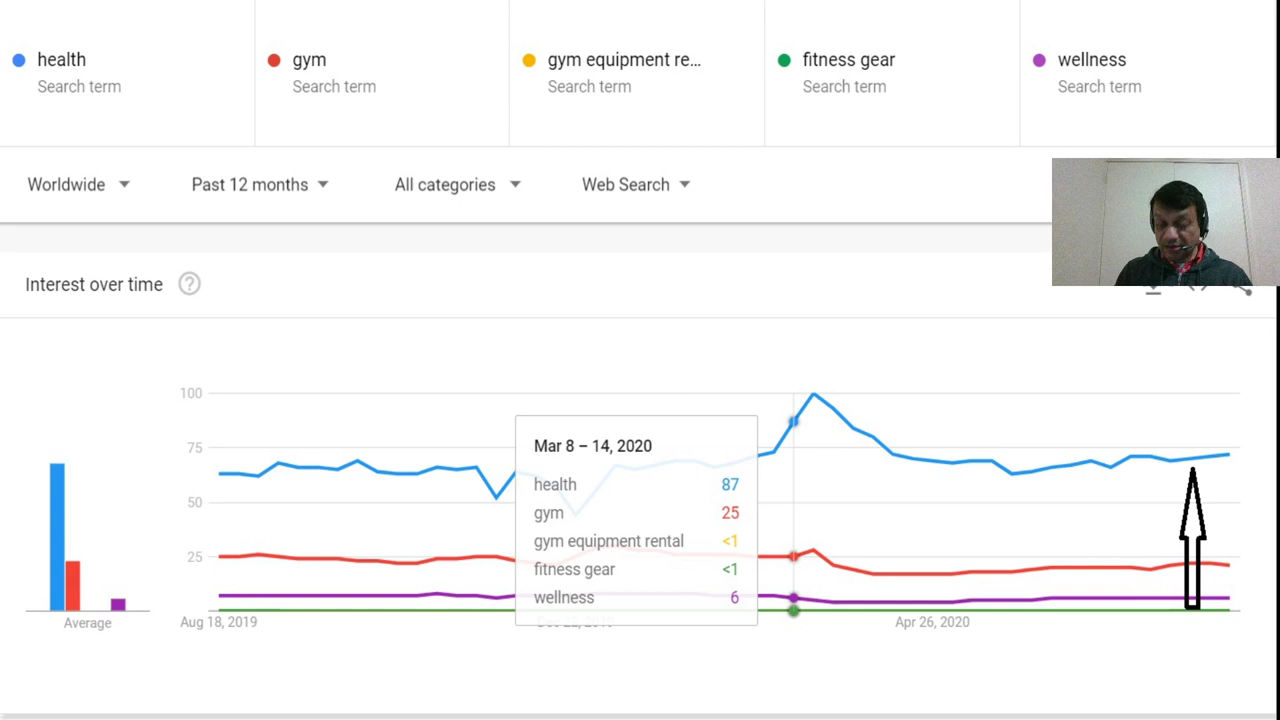 health
Search term
gym
Search term
gym equipment re...
Search term
fitness gear
Search term
wellness
Search term
Worldwide
Past 12 months
All categories
Web Search
Interest over time
?
100
75
50
25
Mar 8 – 14, 2020
health 87
gym 25
gym equipment rental <1
fitness gear <1
wellness 6
Average
Aug 18, 2019
Dec 22, 2019
Apr 26, 2020